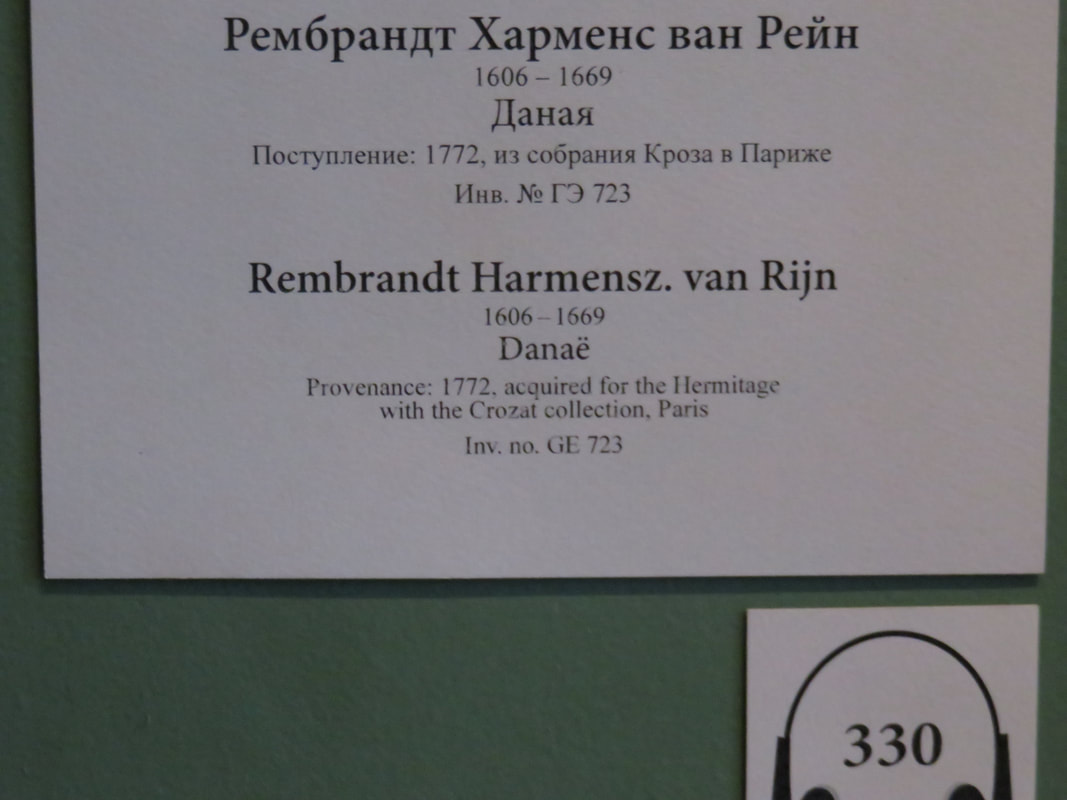 Рембрандт Харменс ван Рейн
1606 – 1669
Даная
Поступление: 1772, из собрания Кроза в Париже
Инв. № ГЭ 723
Rembrandt Harmensz. van Rijn
1606 – 1669
Danaë
Provenance: 1772, acquired for the Hermitage
with the Crozat collection, Paris
Inv. no. GE 723
330